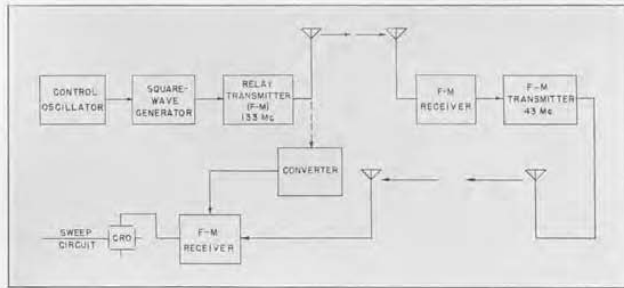 CONTROL
OSCILLATOR
SQUARE-
WAVE
GENERATOR
RELAY
TRANSMITTER
(F-M)
133 Mc
F-M
RECEIVER
F-M
TRANSMITTER
43 Mc
CONVERTER
SWEEP
CIRCUIT
CRO
F-M
RECEIVER